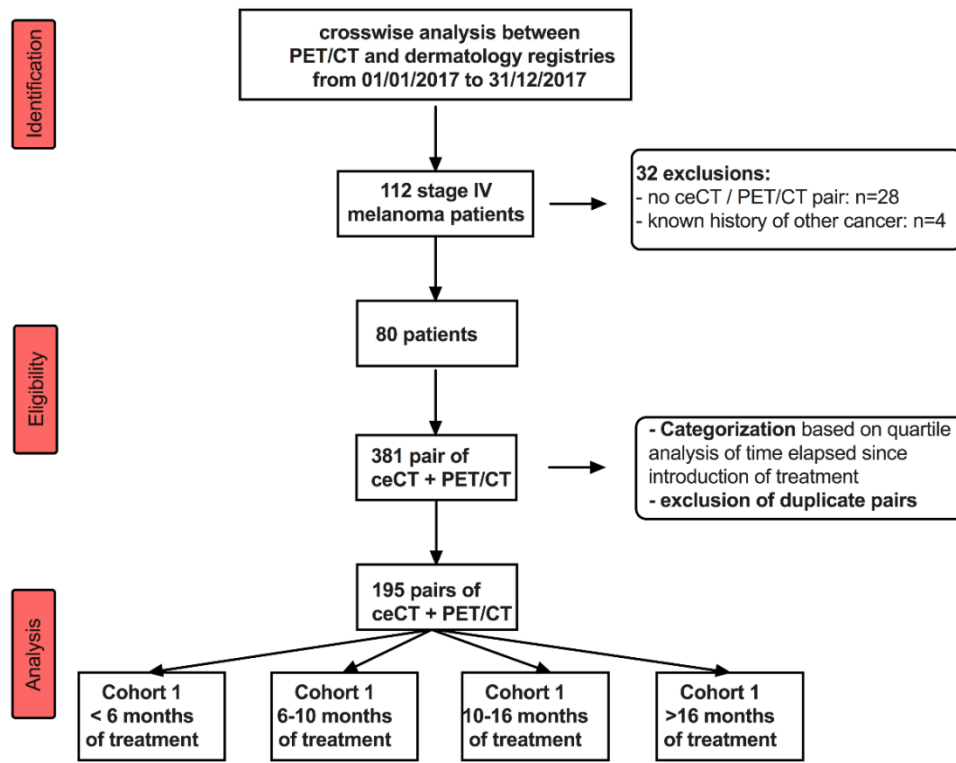 Identification
crosswise analysis between
PET/CT and dermatology registries
from 01/01/2017 to 31/12/2017
112 stage IV
melanoma patients
32 exclusions:
- no ceCT / PET/CT pair: n=28
- known history of other cancer: n=4
Eligibility
80 patients
381 pair of
ceCT + PET/CT
- Categorization based on quartile
analysis of time elapsed since
introduction of treatment
- exclusion of duplicate pairs
Analysis
195 pairs of
ceCT + PET/CT
Cohort 1
< 6 months
of treatment
Cohort 1
6-10 months
of treatment
Cohort 1
10-16 months
of treatment
Cohort 1
>16 months
of treatment